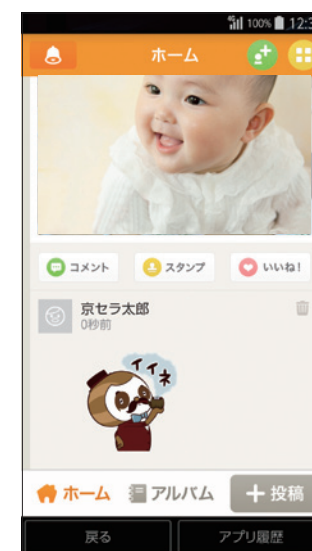 100% 12:3
ホーム
コメント スタンプ いいね!
京セラ太郎
0秒前
イイネ
ホーム アルバム +投稿
戻る アプリ履歴